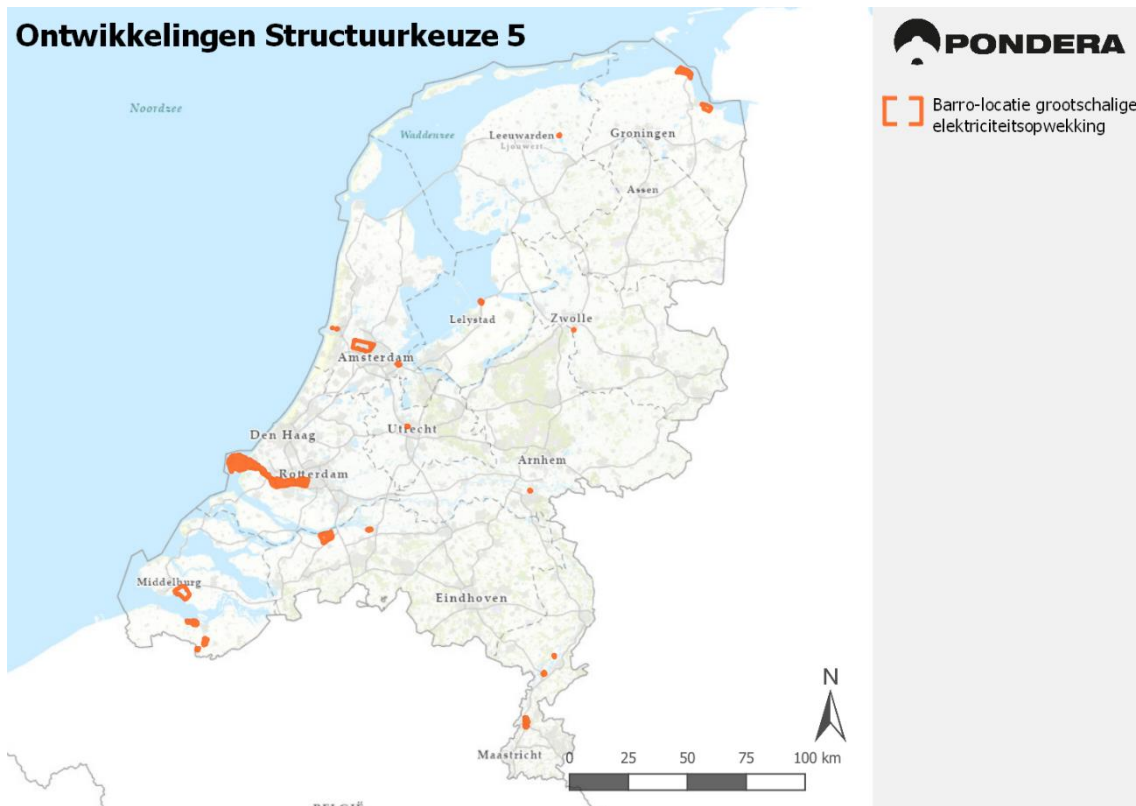 Ontwikkelingen Structuurkeuze 5
PONDERA
Barro-locatie grootschalige
elektriciteitsopwekking
Noordzee
Waddenzee
Leeuwarden
Ljouwert
Groningen
Assen
Lelystad
Zwolle
Amsterdam
Den Haag
Utrecht
Arnhem
Rotterdam
Middelburg
Eindhoven
Maastricht
N
0 25 50 75 100 km
BELGIË